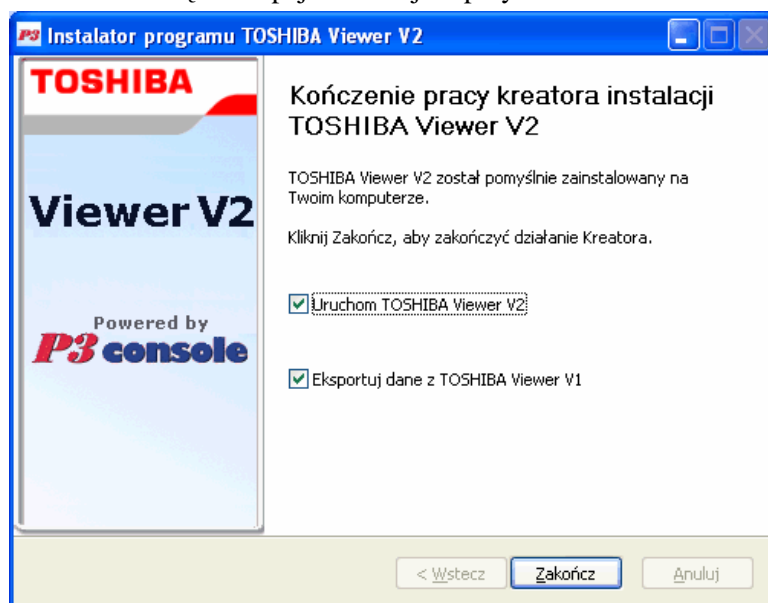 Instalator programu TOSHIBA Viewer V2
TOSHIBA
Kończenie pracy kreatora instalacji
TOSHIBA Viewer V2
TOSHIBA Viewer V2 został pomyślnie zainstalowany na
Twoim komputerze.
Viewer V2
Kliknij Zakończ, aby zakończyć działanie Kreatora.
Uruchom TOSHIBA Viewer V2
Powered by
P3 console
Eksportuj dane z TOSHIBA Viewer V1
< Wstecz
Zakończ
Anuluj